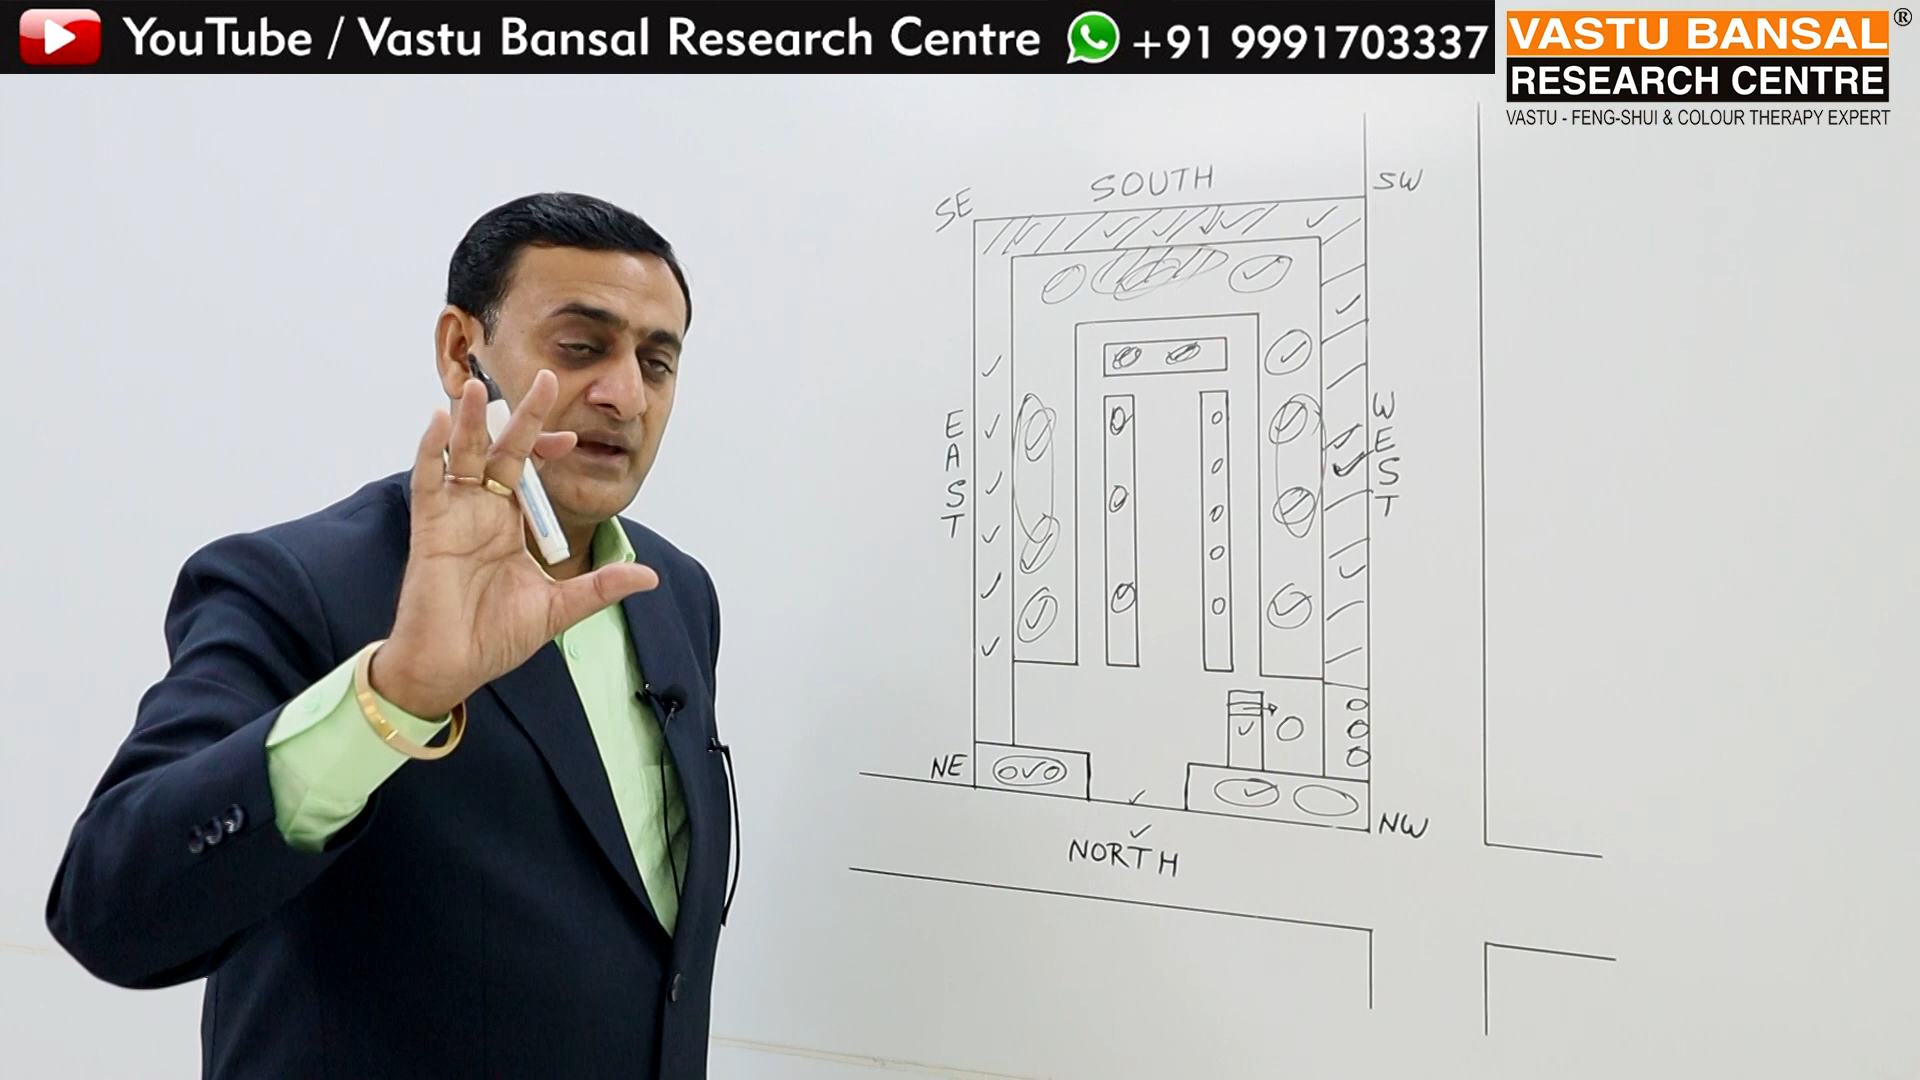 YouTube / Vastu Bansal Research Centre +91 9991703337
VASTU BANSAL ®
RESEARCH CENTRE
VASTU - FENG-SHUI & COLOUR THERAPY EXPERT
SE SOUTH SW
EAST
WEST
NE
NW
NORTH